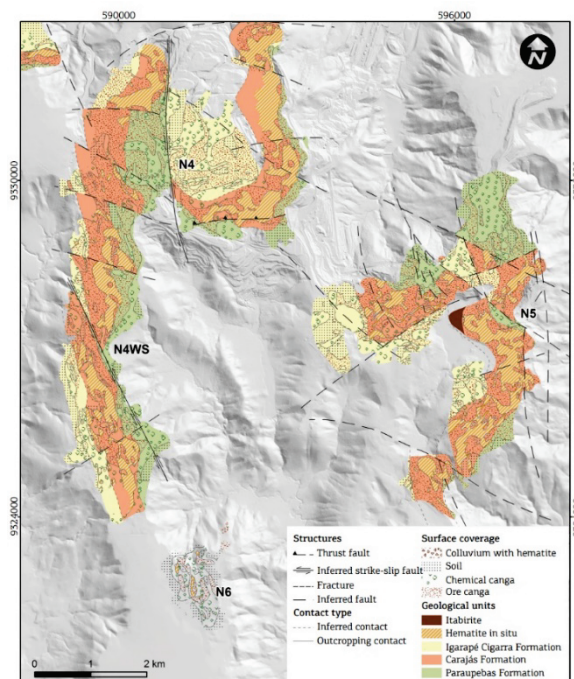 590000
596000
N
N4
9330000
N5
N4WS
9324000
N6
Structures
Thrust fault
Inferred strike-slip fault
Fracture
Inferred fault
Contact type
Inferred contact
Outcropping contact
Surface coverage
Colluvium with hematite
Soil
Chemical canga
Ore canga
Geological units
Itabirite
Hematite in situ
Igarapé Cigarra Formation
Carajás Formation
Paraupebas Formation
0 1 2 km